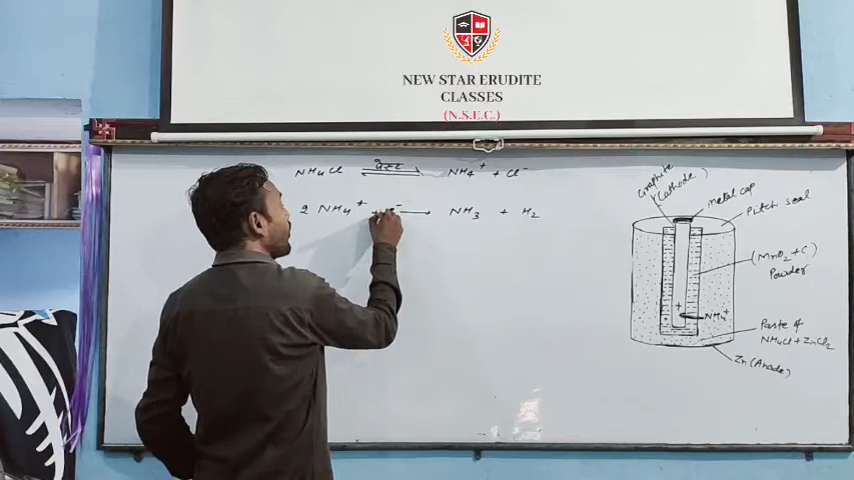 NEW STAR ERUDITE
CLASSES
(N.S.E.C.)
NH4Cl ⇌ NH4+ + Cl-
2 NH4+ + e- → NH3 + H2
Graphite
(Cathode)
metal cap
Pitch seal
(MnO2+C)
Powder
+
NH4+
Paste of
NH4Cl+ZnCl2
Zn (Anode)